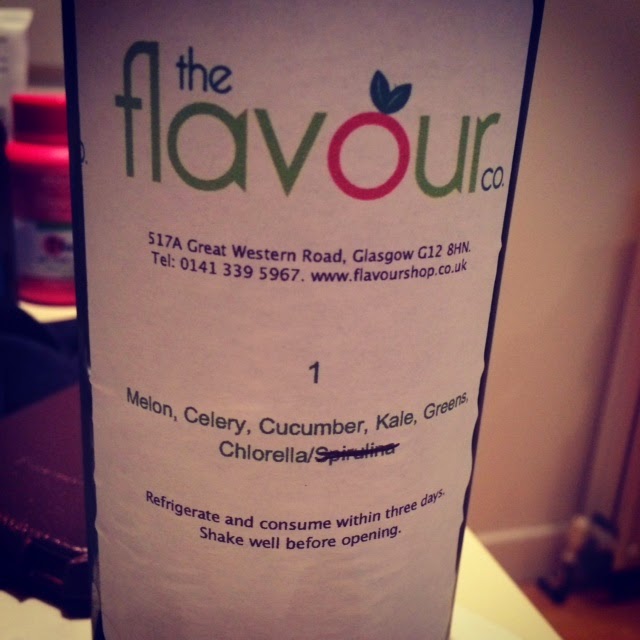 the
flavour
co.
517A Great Western Road, Glasgow G12 8HN.
Tel: 0141 339 5967. www.flavourshop.co.uk
1
Melon, Celery, Cucumber, Kale, Greens,
Chlorella/Spirulina
Refrigerate and consume within three days.
Shake well before opening.